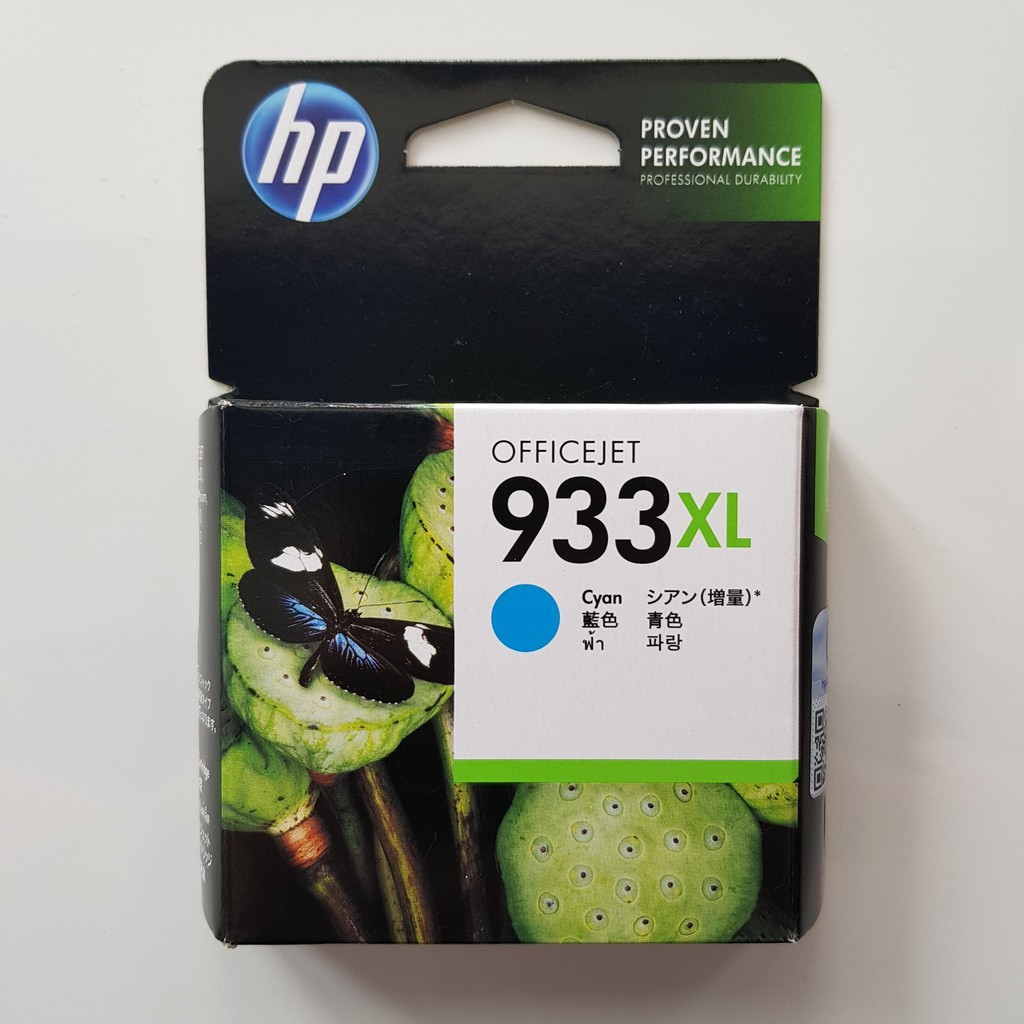 hp
PROVEN
PERFORMANCE
PROFESSIONAL DURABILITY
OFFICEJET
933XL
Cyan シアン(増量)*
藍色 青色
ฟ้า 파랑